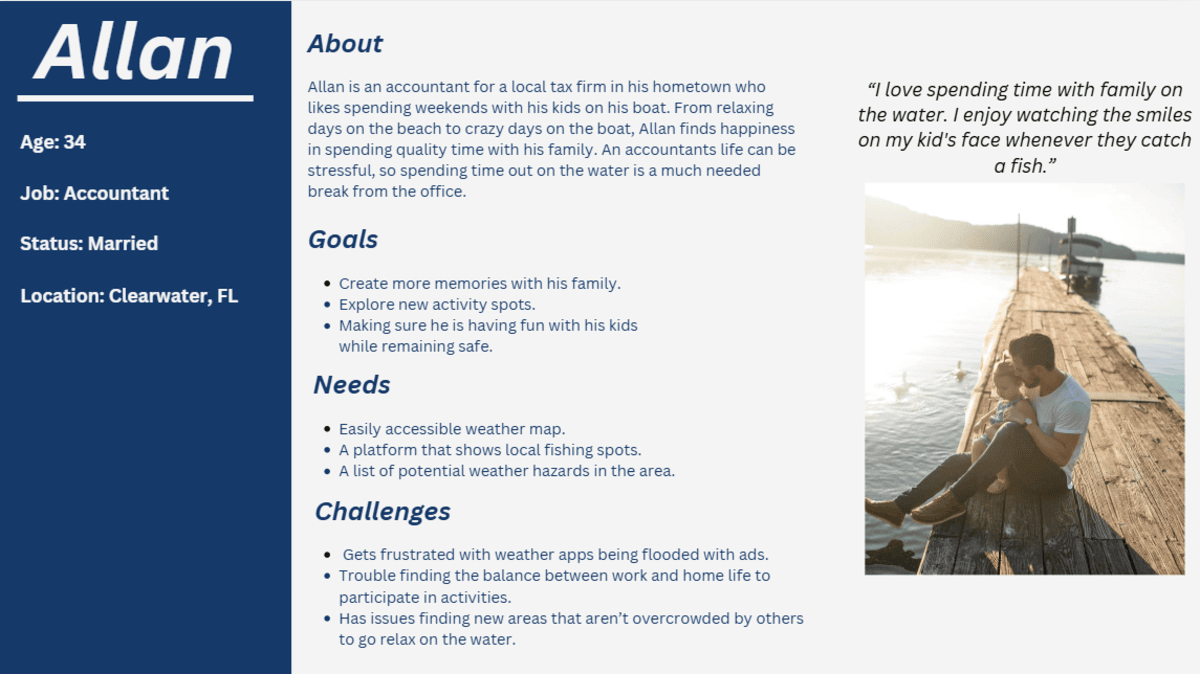 Allan
Age: 34
Job: Accountant
Status: Married
Location: Clearwater, FL
About
Allan is an accountant for a local tax firm in his hometown who
likes spending weekends with his kids on his boat. From relaxing
days on the beach to crazy days on the boat, Allan finds happiness
in spending quality time with his family. An accountants life can be
stressful, so spending time out on the water is a much needed
break from the office.
Goals
• Create more memories with his family.
• Explore new activity spots.
• Making sure he is having fun with his kids
while remaining safe.
Needs
• Easily accessible weather map.
• A platform that shows local fishing spots.
• A list of potential weather hazards in the area.
Challenges
• Gets frustrated with weather apps being flooded with ads.
• Trouble finding the balance between work and home life to
participate in activities.
• Has issues finding new areas that aren’t overcrowded by others
to go relax on the water.
“I love spending time with family on
the water. I enjoy watching the smiles
on my kid's face whenever they catch
a fish.”